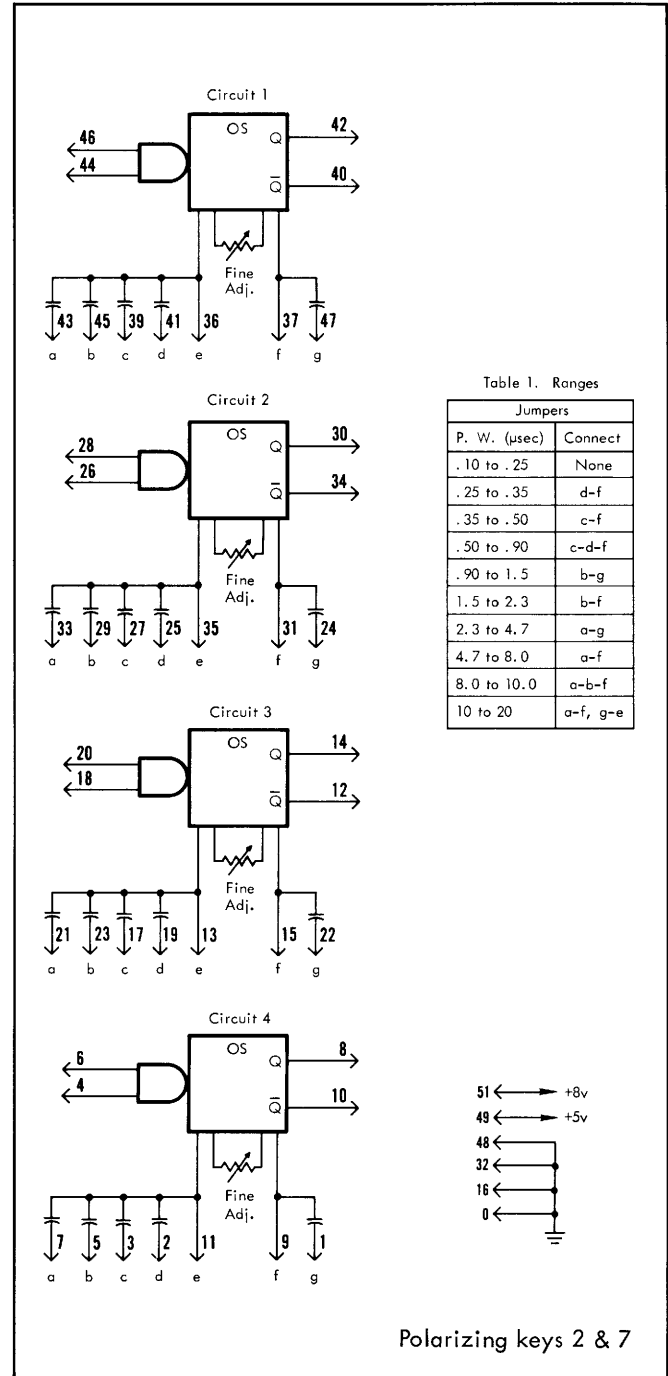 Circuit 1
OS
Q
Q̅
46
44
42
40
Fine
Adj.
43 45 39 41 36 37 47
a b c d e f g
Circuit 2
OS
Q
Q̅
28
26
30
34
Fine
Adj.
33 29 27 25 35 31 24
a b c d e f g
Table 1. Ranges
Jumpers
P. W. (μsec) Connect
.10 to .25 None
.25 to .35 d-f
.35 to .50 c-f
.50 to .90 c-d-f
.90 to 1.5 b-g
1.5 to 2.3 b-f
2.3 to 4.7 a-g
4.7 to 8.0 a-f
8.0 to 10.0 a-b-f
10 to 20 a-f, g-e
Circuit 3
OS
Q
Q̅
20
18
14
12
Fine
Adj.
21 23 17 19 13 15 22
a b c d e f g
Circuit 4
OS
Q
Q̅
6
4
8
10
Fine
Adj.
7 5 3 2 11 9 1
a b c d e f g
51 +8v
49 +5v
48
32
16
0
Polarizing keys 2 & 7